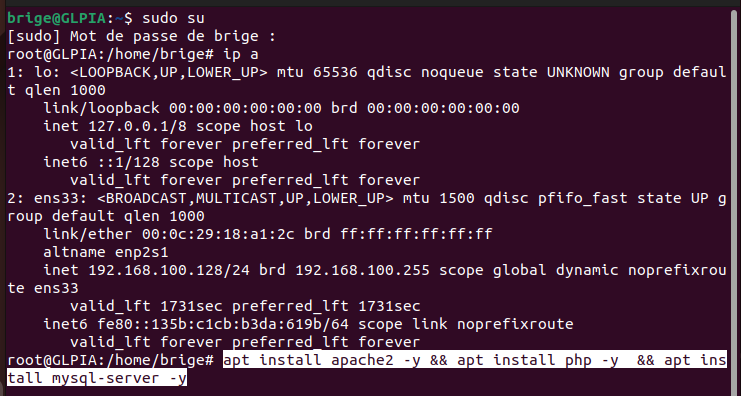 brige@GLPIA:~$ sudo su
[sudo] Mot de passe de brige :
root@GLPIA:/home/brige# ip a
1: lo: <LOOPBACK,UP,LOWER_UP> mtu 65536 qdisc noqueue state UNKNOWN group defaul
t qlen 1000
    link/loopback 00:00:00:00:00:00 brd 00:00:00:00:00:00
    inet 127.0.0.1/8 scope host lo
       valid_lft forever preferred_lft forever
    inet6 ::1/128 scope host
       valid_lft forever preferred_lft forever
2: ens33: <BROADCAST,MULTICAST,UP,LOWER_UP> mtu 1500 qdisc pfifo_fast state UP g
roup default qlen 1000
    link/ether 00:0c:29:18:a1:2c brd ff:ff:ff:ff:ff:ff
    altname enp2s1
    inet 192.168.100.128/24 brd 192.168.100.255 scope global dynamic noprefixrou
te ens33
       valid_lft 1731sec preferred_lft 1731sec
    inet6 fe80::135b:c1cb:b3da:619b/64 scope link noprefixroute
       valid_lft forever preferred_lft forever
root@GLPIA:/home/brige# apt install apache2 -y && apt install php -y  && apt ins
tall mysql-server -y